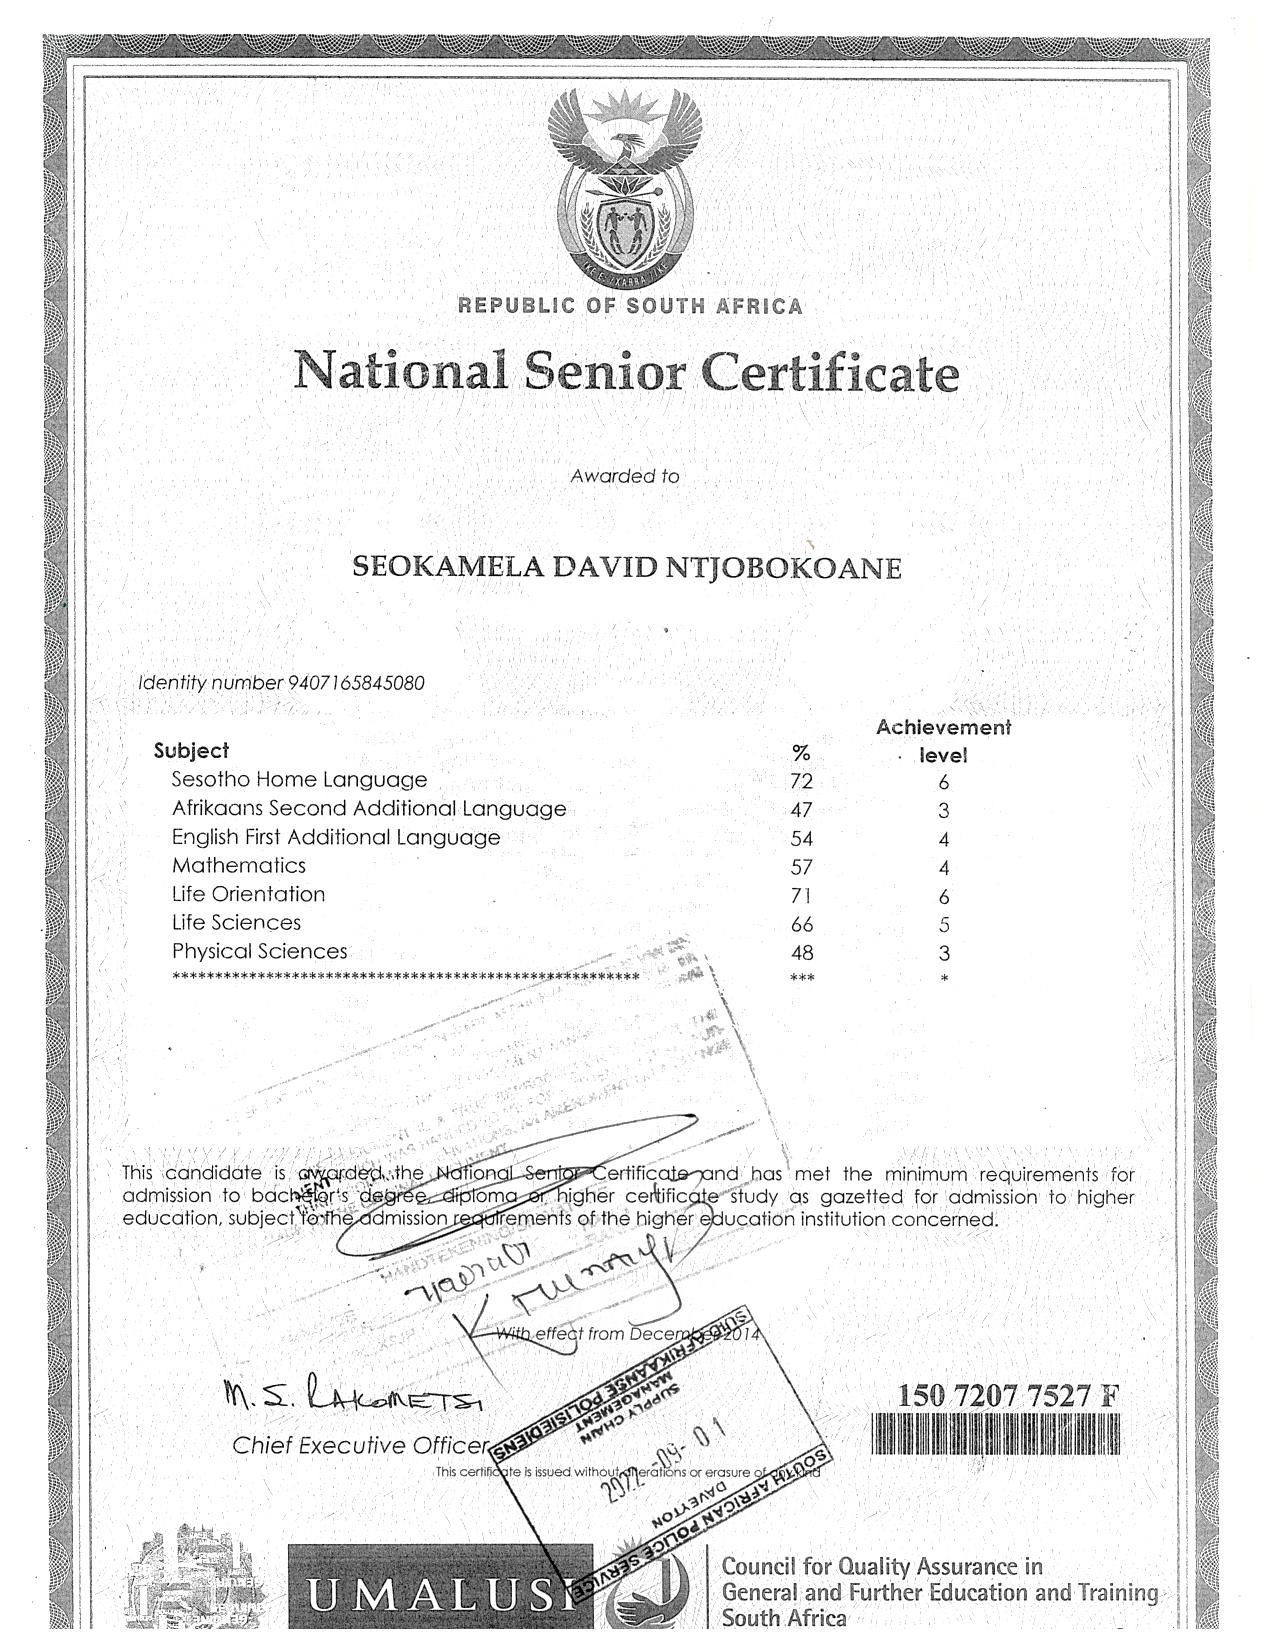 REPUBLIC OF SOUTH AFRICA
National Senior Certificate
Awarded to
SEOKAMELA DAVID NTJOBOKOANE
Identity number 9407165845080
Subject % Achievement level
Sesotho Home Language 72 6
Afrikaans Second Additional Language 47 3
English First Additional Language 54 4
Mathematics 57 4
Life Orientation 71 6
Life Sciences 66 5
Physical Sciences 48 3
******************************************************* *** *
This candidate is awarded the National Senior Certificate and has met the minimum requirements for
admission to bachelor's degree, diploma or higher certificate study as gazetted for admission to higher
education, subject to the admission requirements of the higher education institution concerned.
HANDTEKENING
With effect from December 2014
M.S. RAKOMETSI
Chief Executive Officer
150 7207 7527 F
This certificate is issued without alterations or erasure of any kind
SUID-AFRIKAANSE POLISIEDIENS
SUPPLY CHAIN
MANAGEMENT
2022 -09- 01
DAVEYTON
SOUTH AFRICAN POLICE SERVICE
UMALUSI
Council for Quality Assurance in
General and Further Education and Training
South Africa